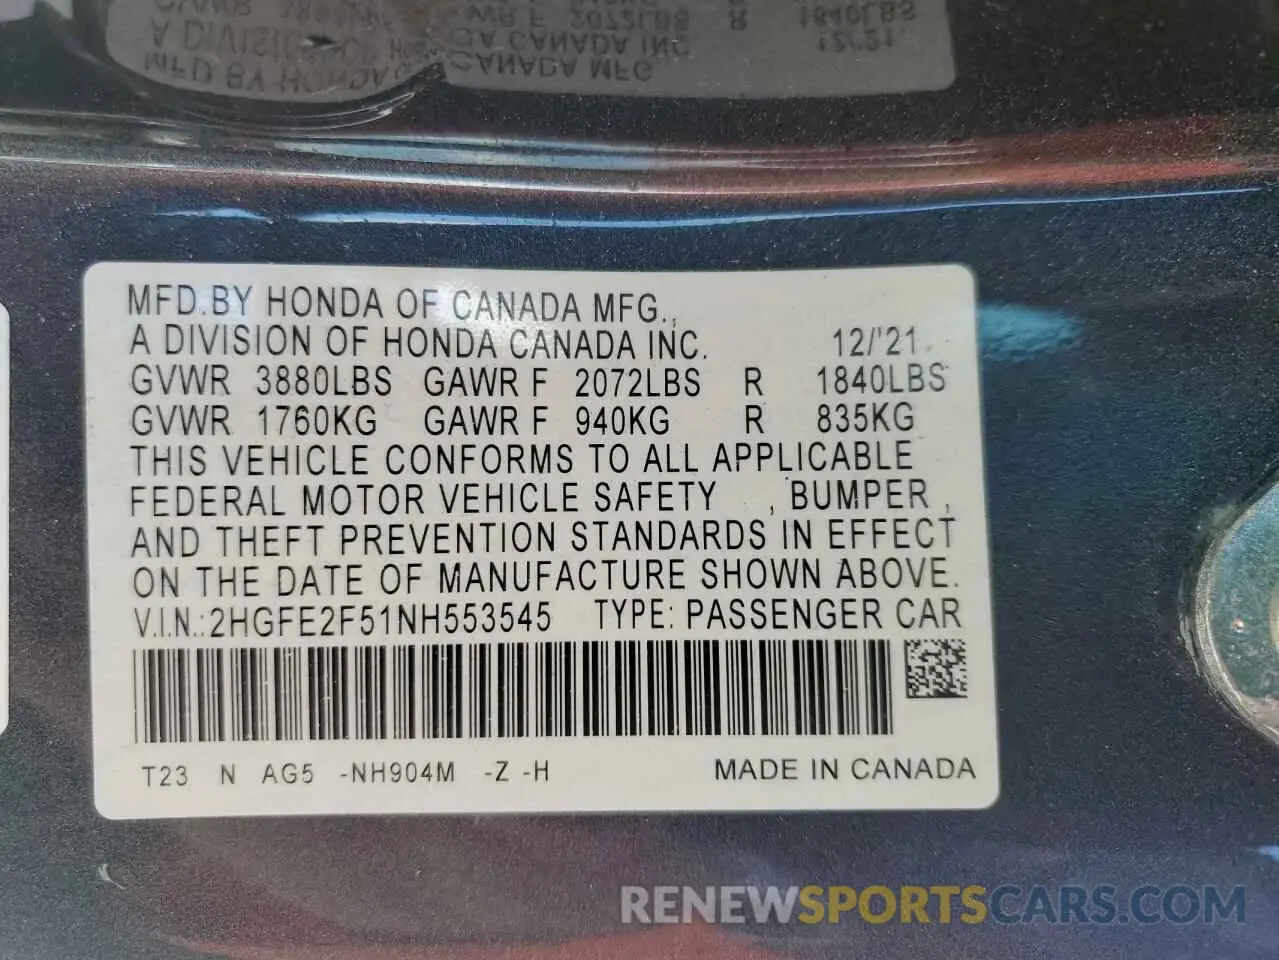 MFD.BY HONDA OF CANADA MFG.,
A DIVISION OF HONDA CANADA INC. 12/'21
GVWR 3880LBS GAWR F 2072LBS R 1840LBS
GVWR 1760KG GAWR F 940KG R 835KG
THIS VEHICLE CONFORMS TO ALL APPLICABLE
FEDERAL MOTOR VEHICLE SAFETY , BUMPER ,
AND THEFT PREVENTION STANDARDS IN EFFECT
ON THE DATE OF MANUFACTURE SHOWN ABOVE.
V.I.N.:2HGFE2F51NH553545 TYPE: PASSENGER CAR
T23 N AG5 -NH904M -Z -H MADE IN CANADA
RENEWSPORTSCARS.COM